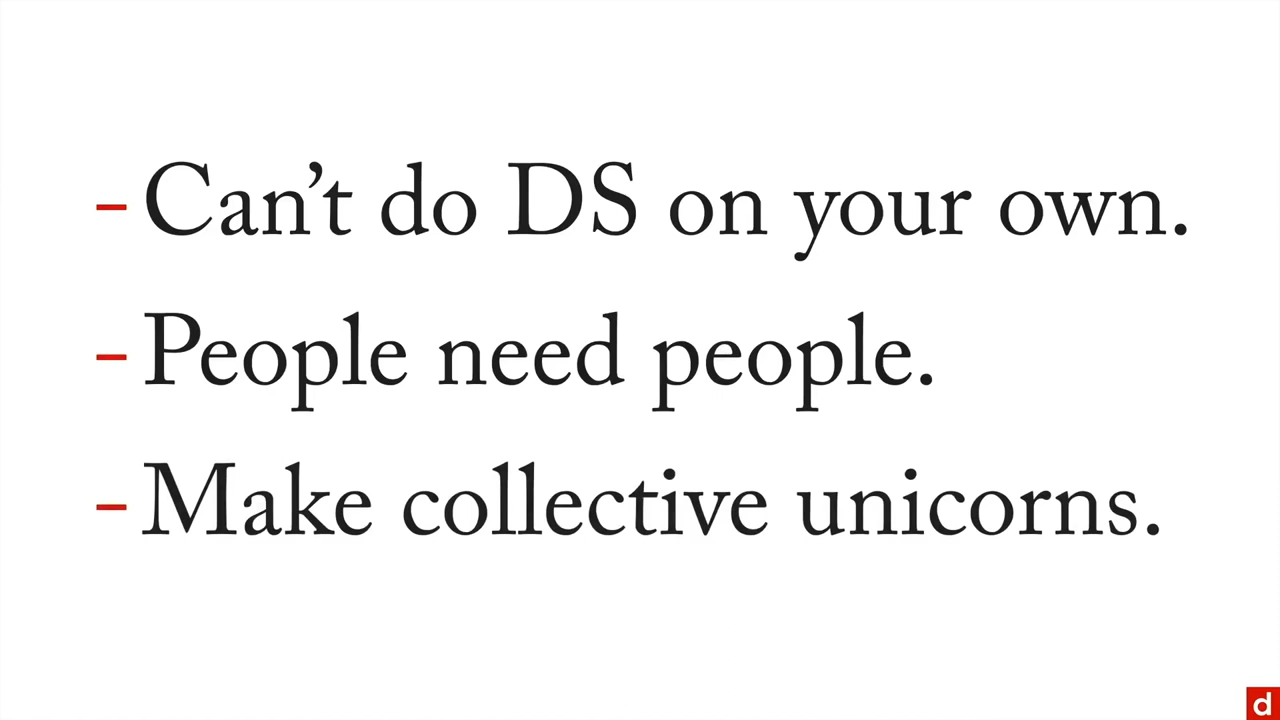 – Can’t do DS on your own.
– People need people.
– Make collective unicorns.
d